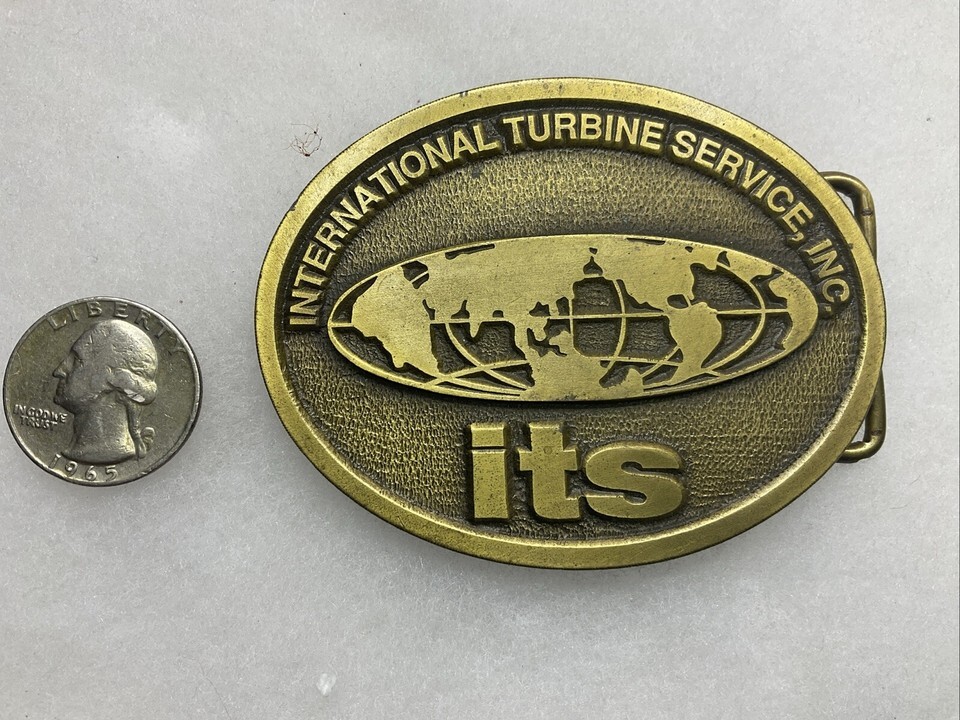 INTERNATIONAL TURBINE SERVICE, INC.
its
LIBERTY
IN GOD WE
TRUST
1965